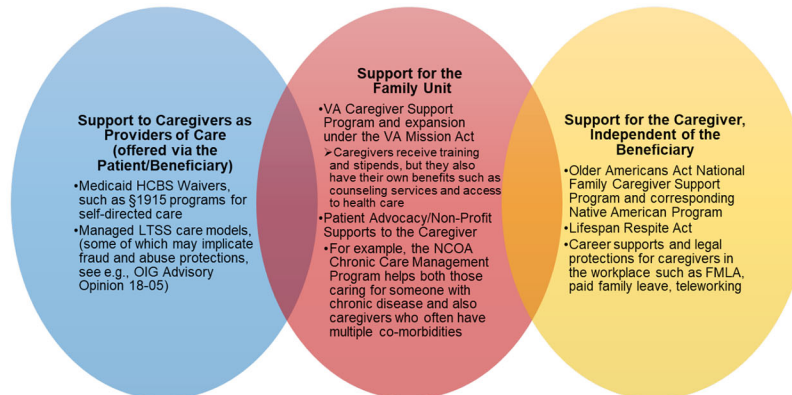 Support to Caregivers as
Providers of Care
(offered via the
Patient/Beneficiary)
•Medicaid HCBS Waivers,
such as §1915 programs for
self-directed care
•Managed LTSS care models,
(some of which may implicate
fraud and abuse protections,
see e.g., OIG Advisory
Opinion 18-05)
Support for the
Family Unit
•VA Caregiver Support
Program and expansion
under the VA Mission Act
➢Caregivers receive training
and stipends, but they also
have their own benefits such as
counseling services and access
to health care
•Patient Advocacy/Non-Profit
Supports to the Caregiver
•For example, the NCOA
Chronic Care Management
Program helps both those
caring for someone with
chronic disease and also
caregivers who often have
multiple co-morbidities
Support for the Caregiver,
Independent of the
Beneficiary
•Older Americans Act National
Family Caregiver Support
Program and corresponding
Native American Program
•Lifespan Respite Act
•Career supports and legal
protections for caregivers in
the workplace such as FMLA,
paid family leave, teleworking